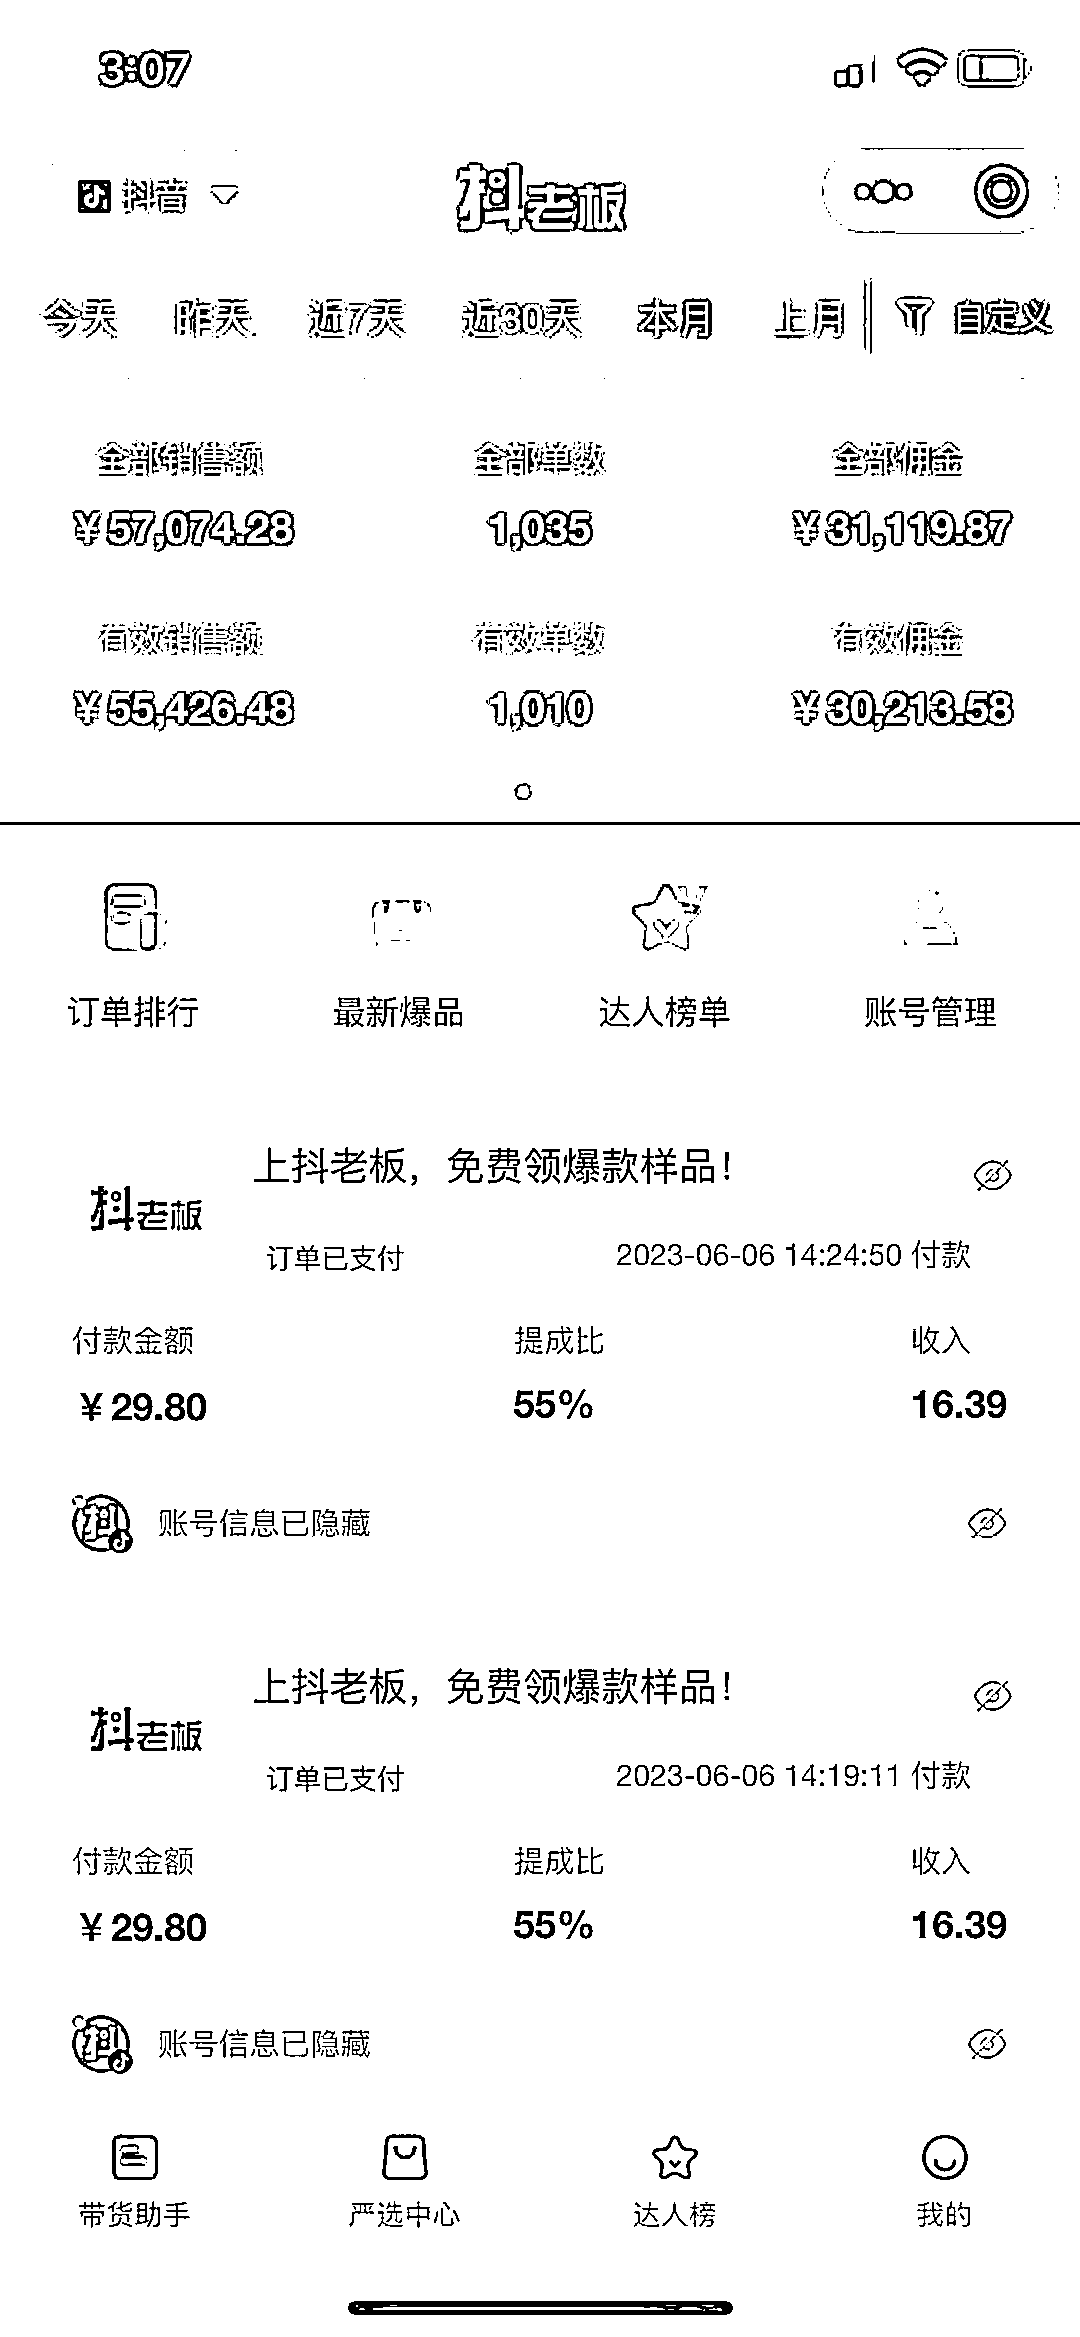 3:07
抖音
抖老板
今天 昨天 近7天 近30天 本月 上月 自定义
全部销售额 全部单数 全部佣金
¥57,074.28 1,035 ¥31,119.87
有效销售额 有效单数 有效佣金
¥55,426.48 1,010 ¥30,213.58
订单排行 最新爆品 达人榜单 账号管理
上抖老板，免费领爆款样品！
抖老板
订单已支付 2023-06-06 14:24:50 付款
付款金额 提成比 收入
¥29.80 55% 16.39
抖 账号信息已隐藏
上抖老板，免费领爆款样品！
抖老板
订单已支付 2023-06-06 14:19:11 付款
付款金额 提成比 收入
¥29.80 55% 16.39
抖 账号信息已隐藏
带货助手 严选中心 达人榜 我的